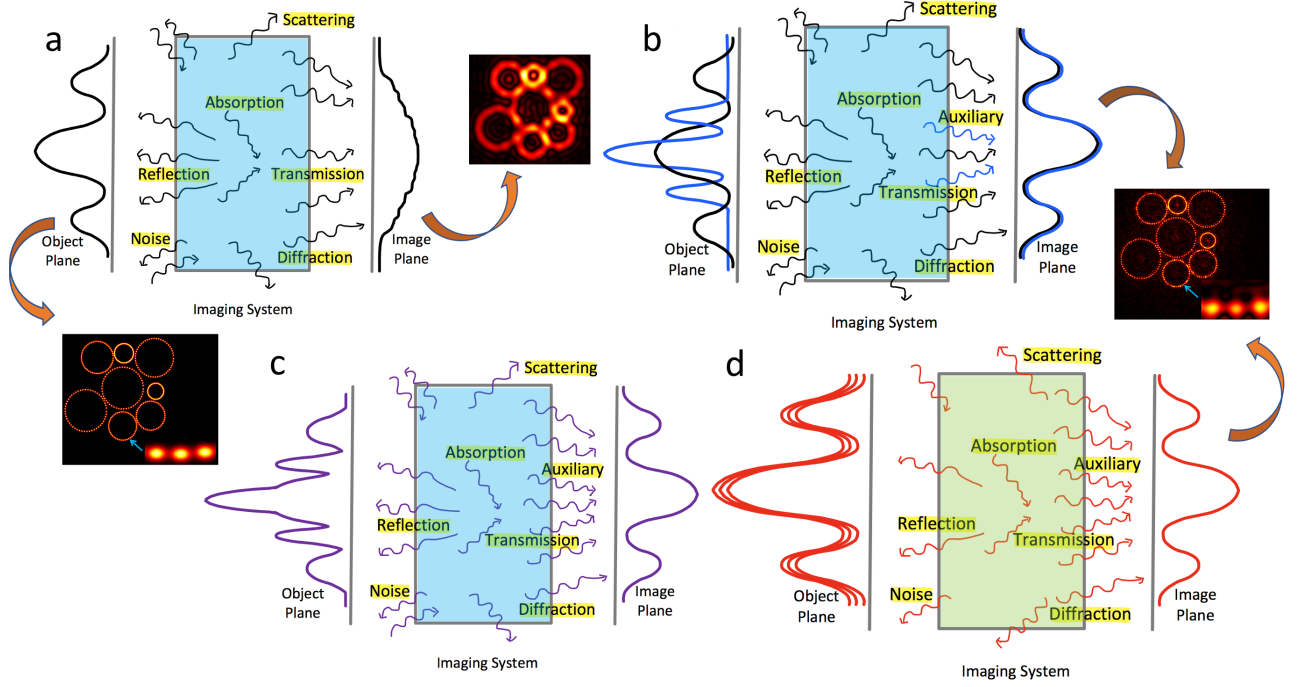 a
Scattering
Absorption
Reflection
Transmission
Noise
Diffraction
Object
Plane
Image
Plane
Imaging System
b
Scattering
Absorption
Auxiliary
Reflection
Transmission
Noise
Diffraction
Object
Plane
Image
Plane
Imaging System
c
Scattering
Absorption
Auxiliary
Reflection
Transmission
Noise
Diffraction
Object
Plane
Image
Plane
Imaging System
d
Scattering
Absorption
Auxiliary
Reflection
Transmission
Noise
Diffraction
Object
Plane
Image
Plane
Imaging System